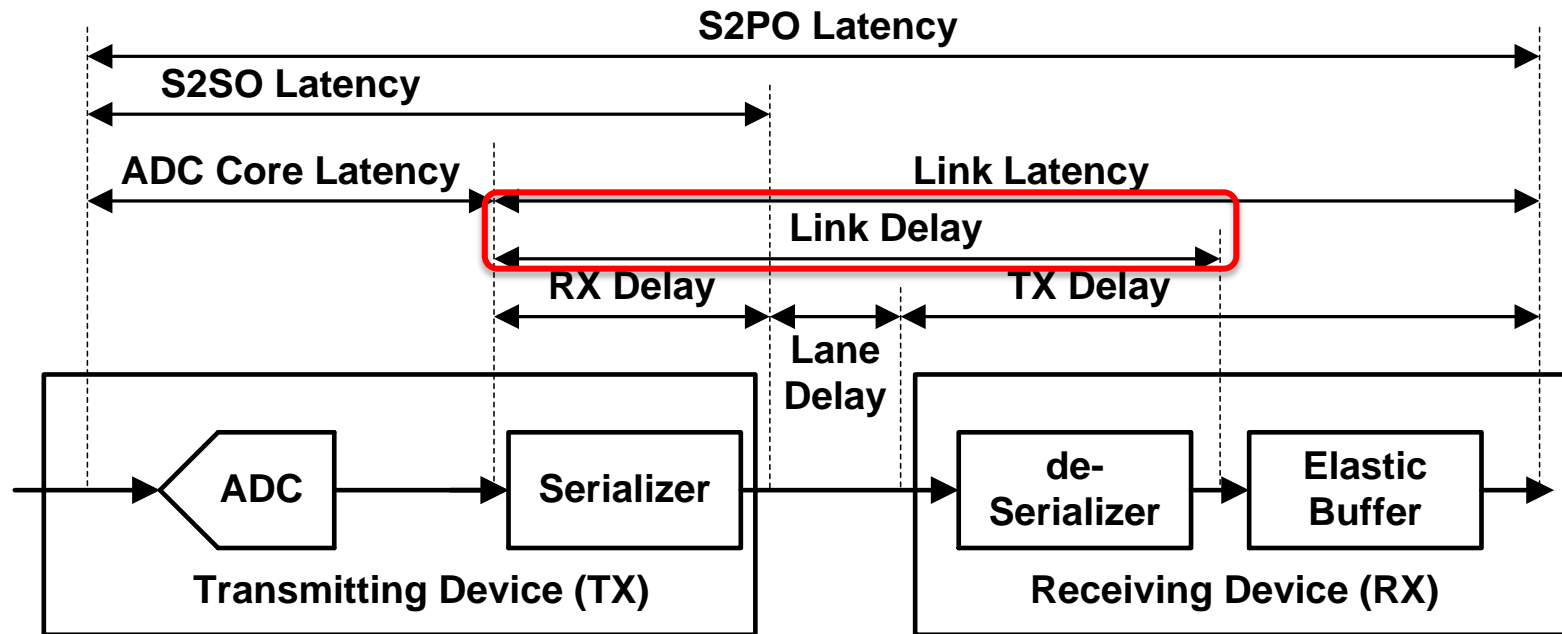 S2PO Latency
S2SO Latency
ADC Core Latency
Link Latency
Link Delay
RX Delay
TX Delay
Lane
Delay
ADC
Serializer
de-
Serializer
Elastic
Buffer
Transmitting Device (TX)
Receiving Device (RX)